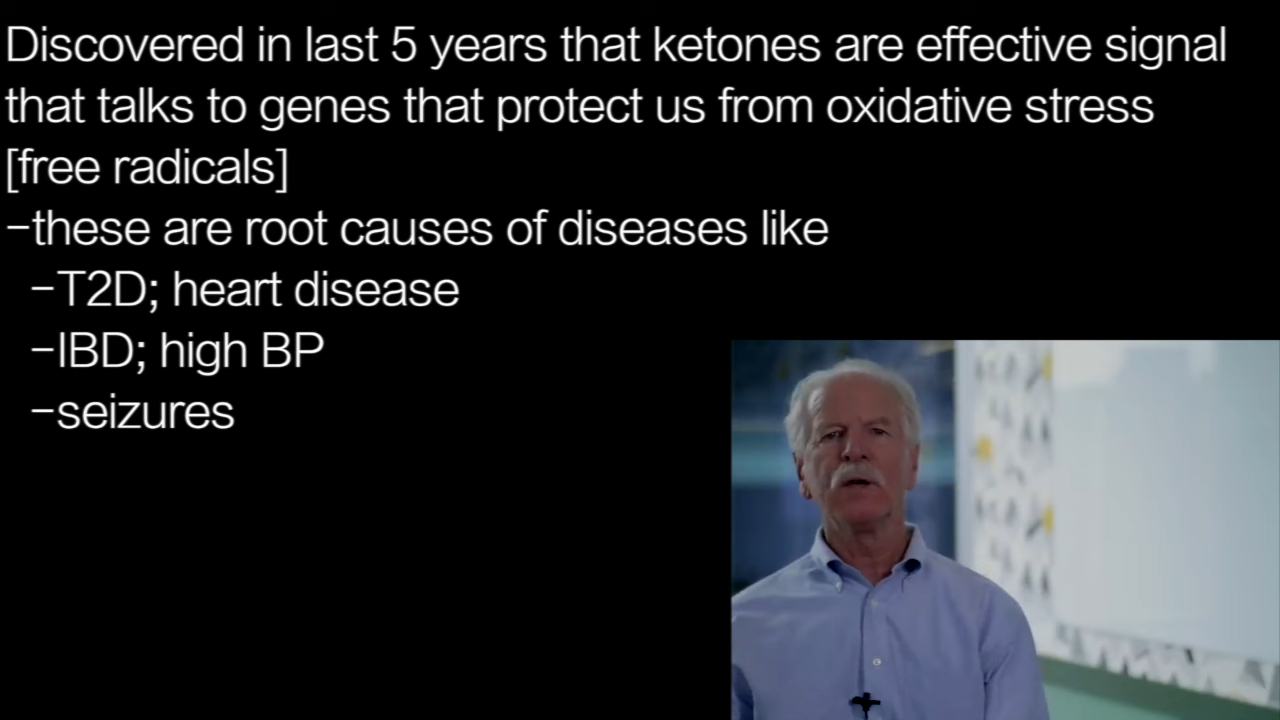 Discovered in last 5 years that ketones are effective signal
that talks to genes that protect us from oxidative stress
[free radicals]
-these are root causes of diseases like
-T2D; heart disease
-IBD; high BP
-seizures